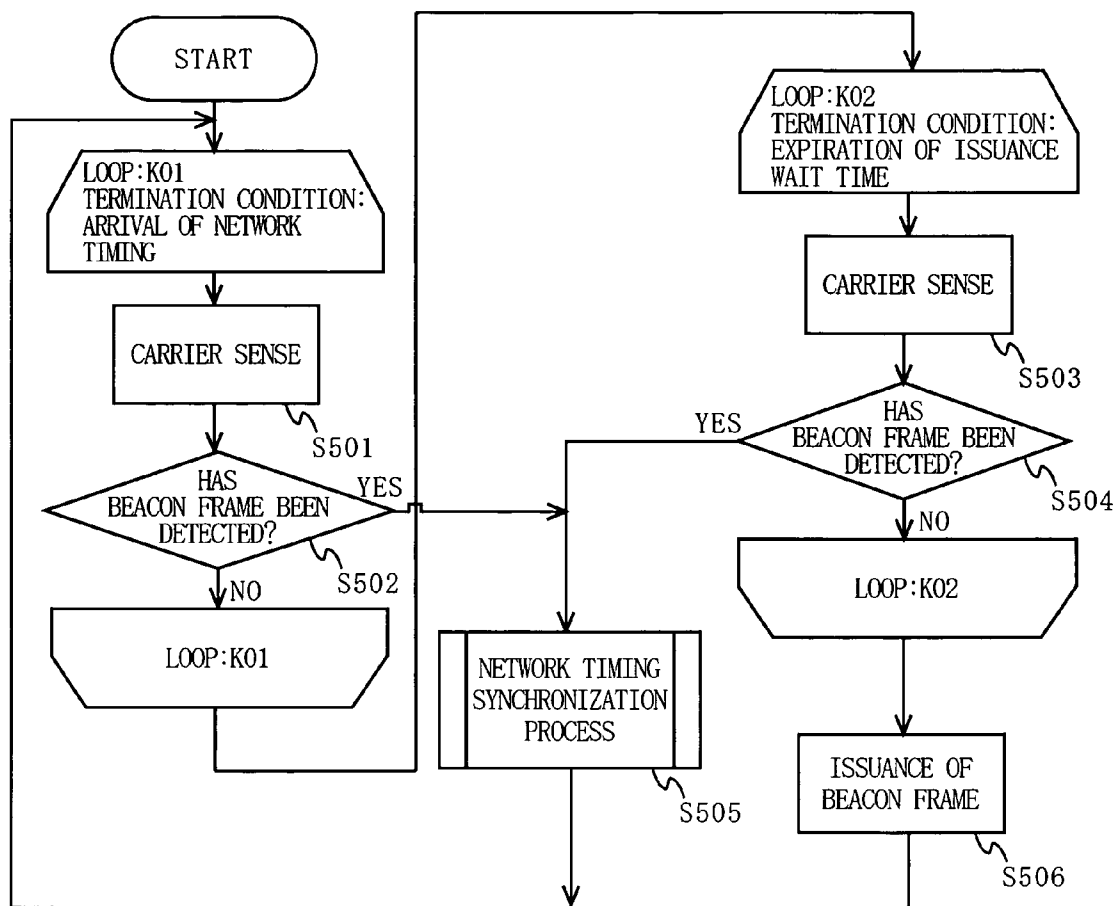 START
LOOP:K01
TERMINATION CONDITION:
ARRIVAL OF NETWORK
TIMING
CARRIER SENSE
S501
HAS
BEACON FRAME BEEN
DETECTED?
YES
S502
NO
LOOP:K01
LOOP:K02
TERMINATION CONDITION:
EXPIRATION OF ISSUANCE
WAIT TIME
CARRIER SENSE
S503
HAS
BEACON FRAME BEEN
DETECTED?
YES
S504
NO
LOOP:K02
NETWORK TIMING
SYNCHRONIZATION
PROCESS
S505
ISSUANCE OF
BEACON FRAME
S506